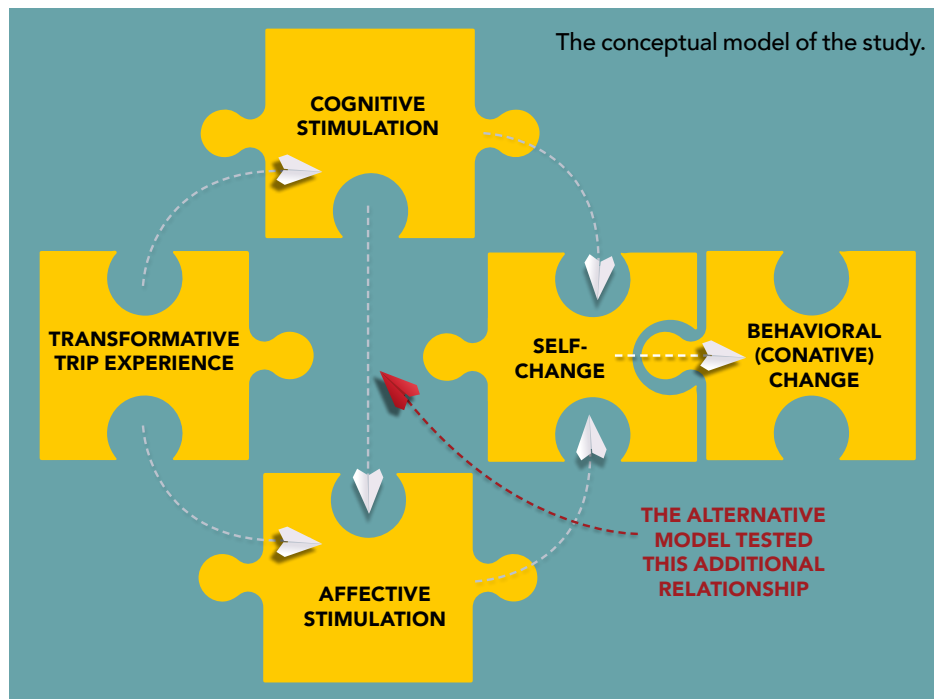 The conceptual model of the study.
COGNITIVE
STIMULATION
TRANSFORMATIVE
TRIP EXPERIENCE
SELF-
CHANGE
BEHAVIORAL
(CONATIVE)
CHANGE
THE ALTERNATIVE
MODEL TESTED
THIS ADDITIONAL
RELATIONSHIP
AFFECTIVE
STIMULATION